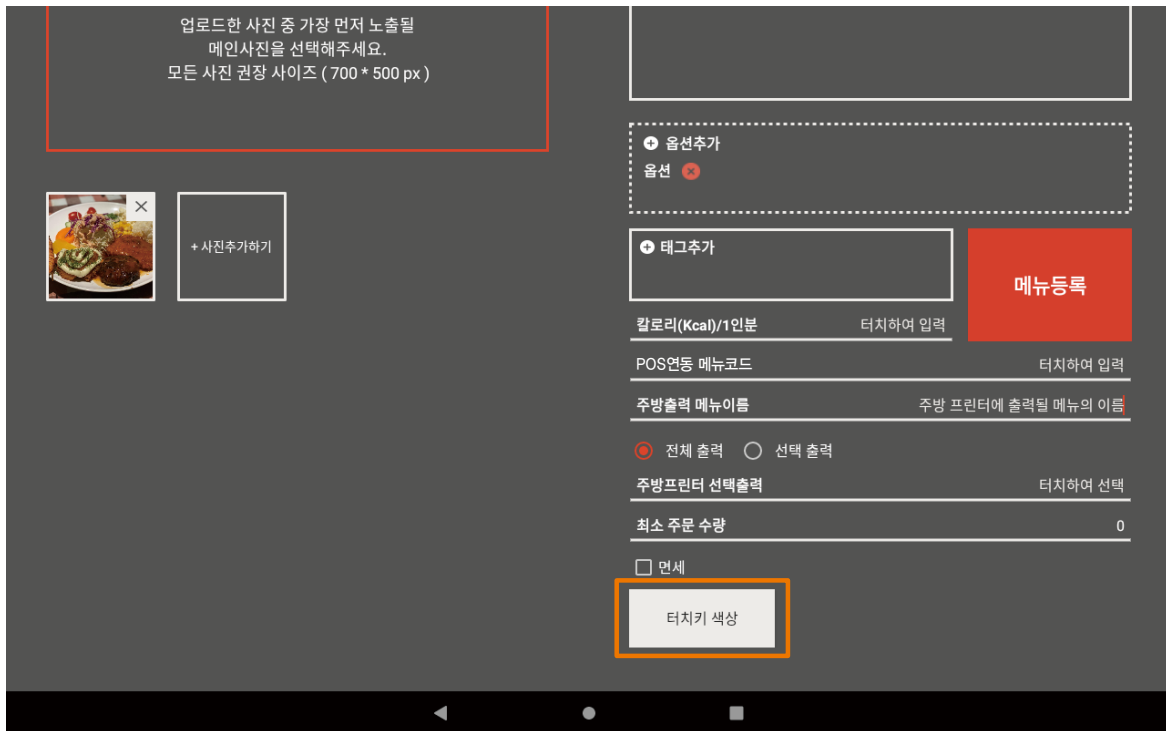 업로드한 사진 중 가장 먼저 노출될
메인사진을 선택해주세요.
모든 사진 권장 사이즈 ( 700 * 500 px )
+ 사진추가하기
옵션추가
옵션
태그추가
메뉴등록
칼로리(Kcal)/1인분 터치하여 입력
POS연동 메뉴코드 터치하여 입력
주방출력 메뉴이름 주방 프린터에 출력될 메뉴의 이름
전체 출력 선택 출력
주방프린터 선택출력 터치하여 선택
최소 주문 수량 0
면세
터치키 색상